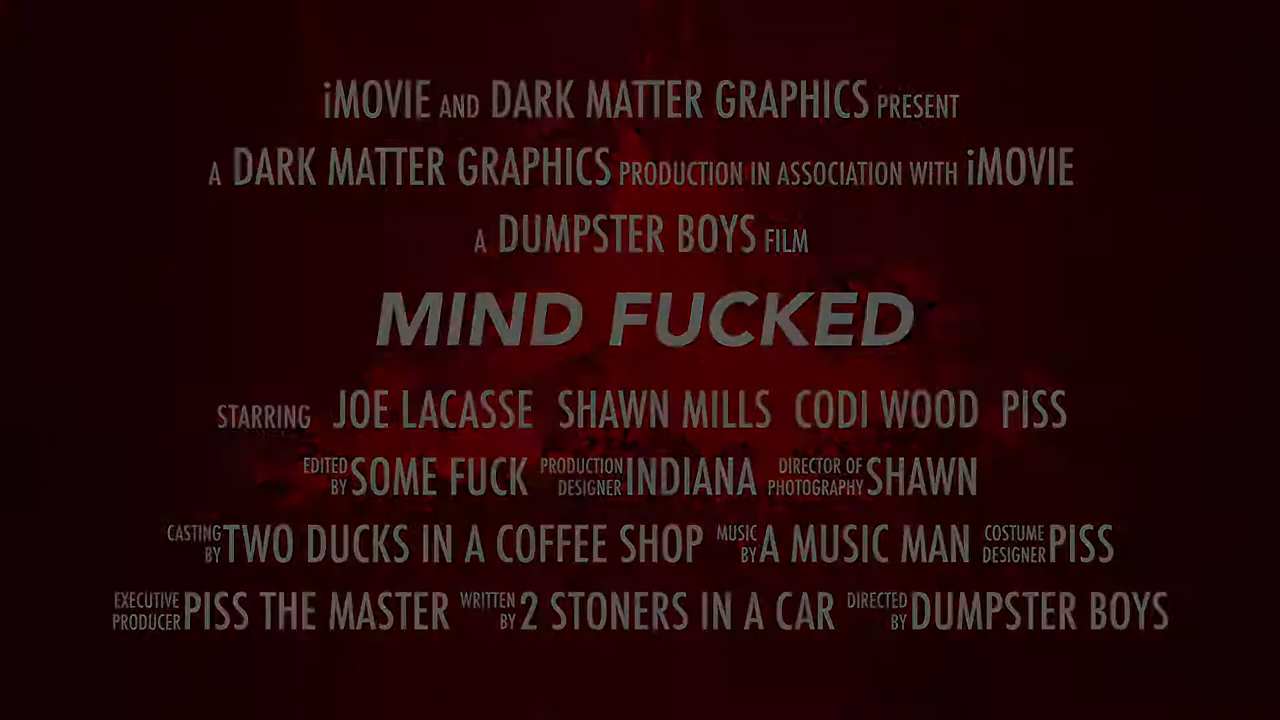 iMOVIE AND DARK MATTER GRAPHICS PRESENT
A DARK MATTER GRAPHICS PRODUCTION IN ASSOCIATION WITH iMOVIE
A DUMPSTER BOYS FILM
MIND FUCKED
STARRING JOE LACASSE SHAWN MILLS CODI WOOD PISS
EDITED BY SOME FUCK PRODUCTION DESIGNER INDIANA DIRECTOR OF PHOTOGRAPHY SHAWN
CASTING BY TWO DUCKS IN A COFFEE SHOP MUSIC BY A MUSIC MAN COSTUME DESIGNER PISS
EXECUTIVE PRODUCER PISS THE MASTER WRITTEN BY 2 STONERS IN A CAR DIRECTED BY DUMPSTER BOYS